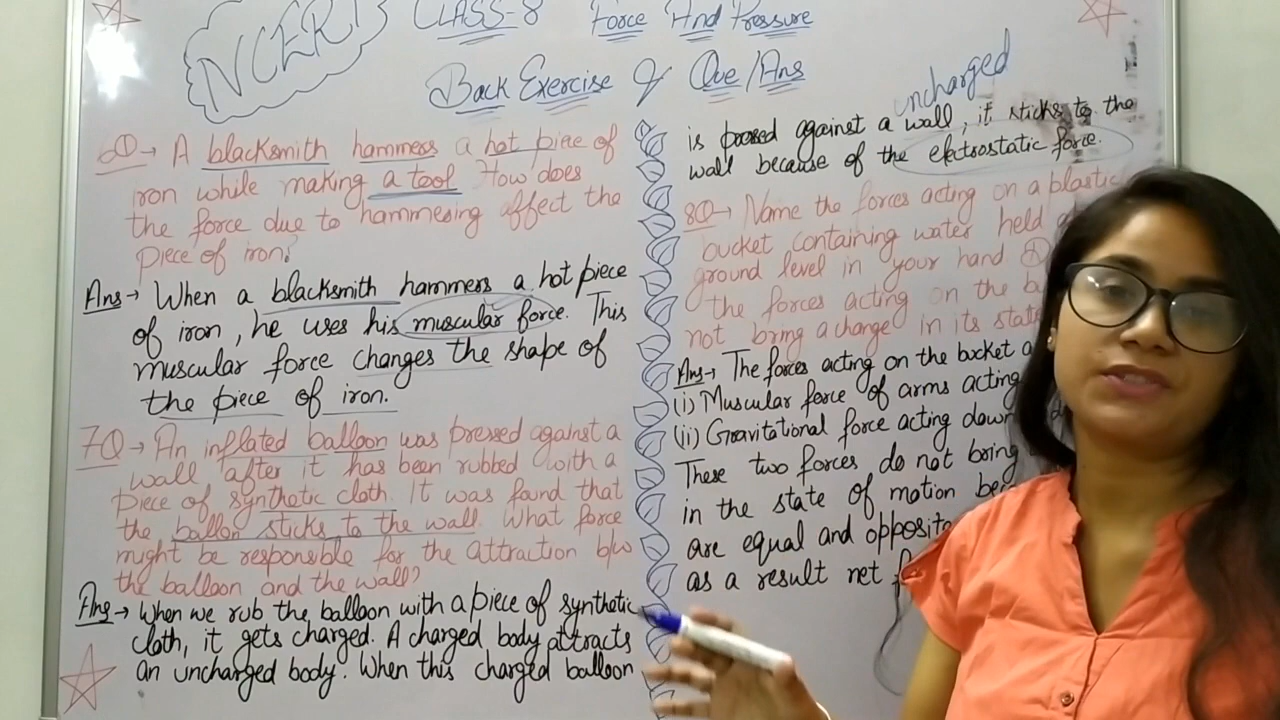 NCERT
CLASS-8 Force And Pressure
Back Exercise of Que/Ans
6Q→ A blacksmith hammers a hot piece of
iron while making a tool How does
the force due to hammering affect the
piece of iron?
Ans→ When a blacksmith hammers a hot piece
of iron, he uses his muscular force. This
muscular force changes the shape of
the piece of iron.
7Q→ An inflated balloon was pressed against a
wall after it has been rubbed with a
piece of synthetic cloth. It was found that
the ballon sticks to the wall. What force
might be responsible for the attraction b/w
the balloon and the wall?
Ans→ When we rub the balloon with a piece of synthetic
cloth, it gets charged. A charged body attracts
an uncharged body. When this charged balloon
uncharged
is pressed against a wall, it sticks to the
wall because of the electrostatic force.
8Q→ Name the forces acting on a plastic
bucket containing water held
ground level in your hand
the forces acting on the
not bring a change in its
Ans→ The forces acting on the bucket
(i) Muscular force of arms acting
(ii) Gravitational force acting
These two forces do not bring
in the state of motion
are equal and opposite
as a result net